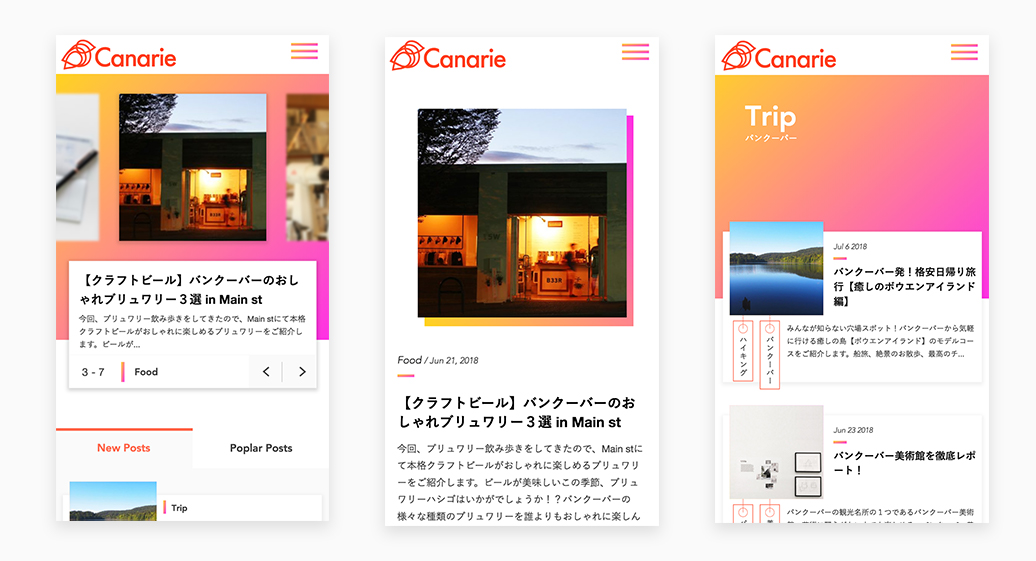 Canarie
【クラフトビール】バンクーバーのおし
ゃれブリュワリー３選 in Main st
今回、ブリュワリー飲み歩きをしてきたので、Main stにて本格
クラフトビールがおしゃれに楽しめるブリュワリーをご紹介し
ます。ビールが...
3 - 7
Food
New Posts
Poplar Posts
Trip
Canarie
B33R
Food / Jun 21, 2018
【クラフトビール】バンクーバーのお
しゃれブリュワリー３選 in Main st
今回、ブリュワリー飲み歩きをしてきたので、Main stに
て本格クラフトビールがおしゃれに楽しめるブリュワリ
ーをご紹介します。ビールが美味しいこの季節、ブリュ
ワリーハシゴはいかがでしょうか！？バンクーバーの
様々な種類のブリュワリーを誰よりもおしゃれに楽しん
Canarie
Trip
バンクーバー
Jul 6 2018
バンクーバー発！格安日帰り旅
行【癒しのボウエンアイランド
編】
ハイキング
バンクーバー
みんなが知らない穴場スポット！バンクーバーから気軽
に行ける癒しの島【ボウエンアイランド】のモデルコー
スをご紹介します。船旅、絶景のお散歩、最高のチ...
Jun 23 2018
バンクーバー美術館を徹底レポ
ート！
バンクーバーの観光名所の１つであるバンクーバー美術